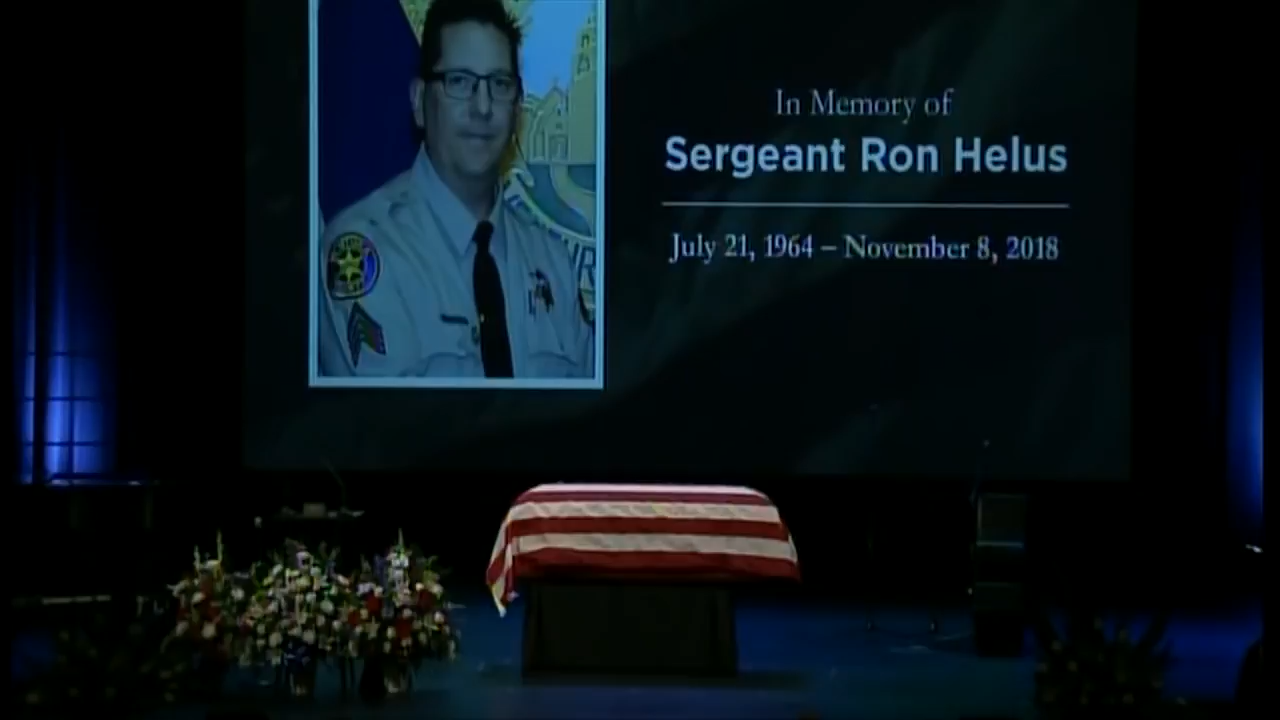 In Memory of
Sergeant Ron Helus
July 21, 1964 – November 8, 2018